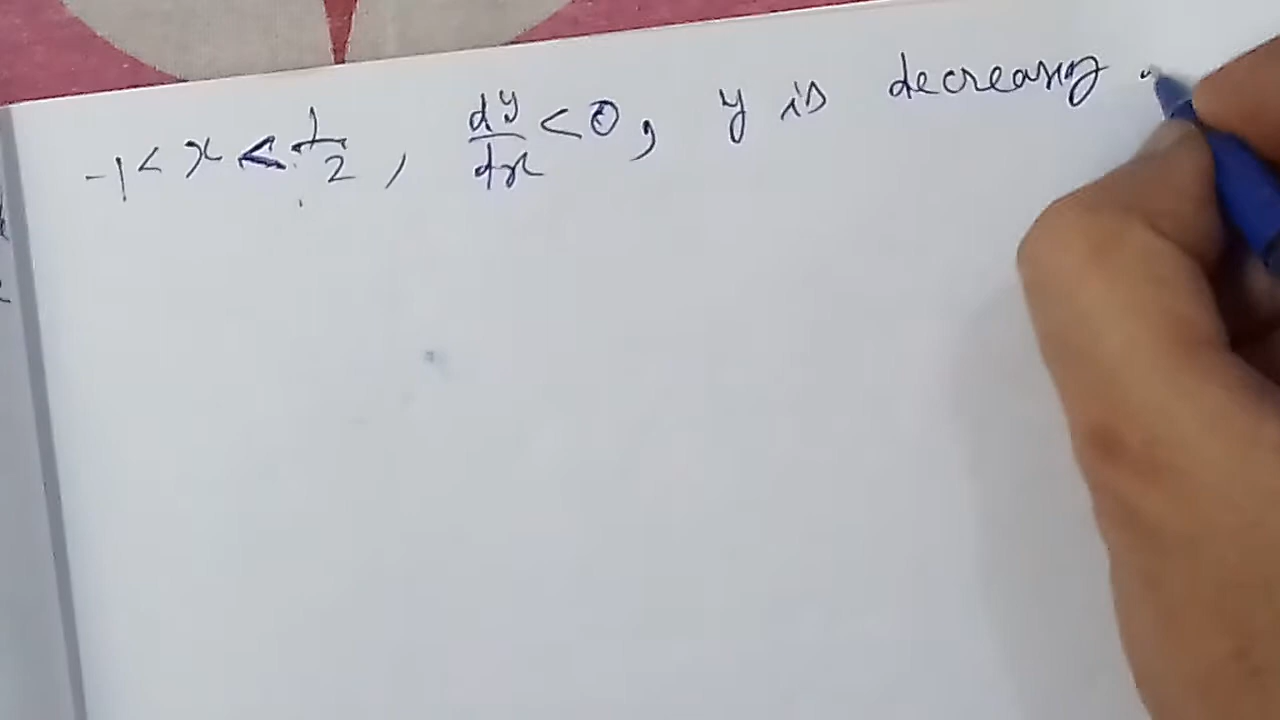 -1 < x < 1/2 , dy/dx < 0 , y is decreasing